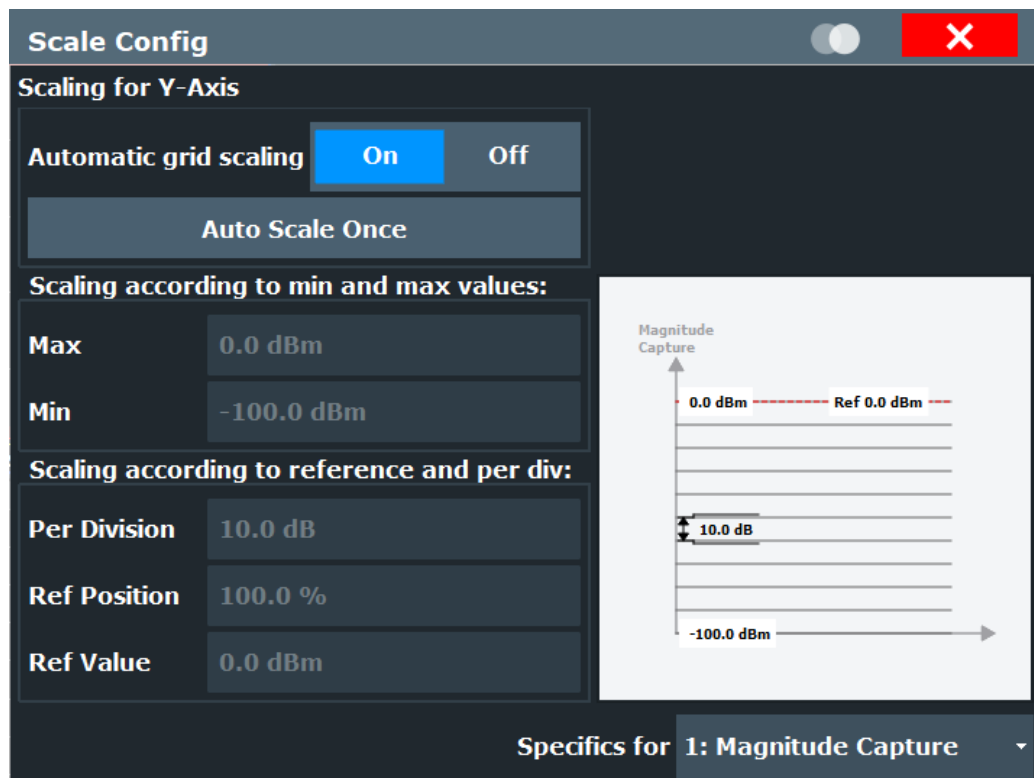 Scale Config
Scaling for Y-Axis
Automatic grid scaling On Off
Auto Scale Once
Scaling according to min and max values:
Max 0.0 dBm
Min -100.0 dBm
Scaling according to reference and per div:
Per Division 10.0 dB
Ref Position 100.0 %
Ref Value 0.0 dBm
Magnitude
Capture
0.0 dBm Ref 0.0 dBm
10.0 dB
-100.0 dBm
Specifics for 1: Magnitude Capture